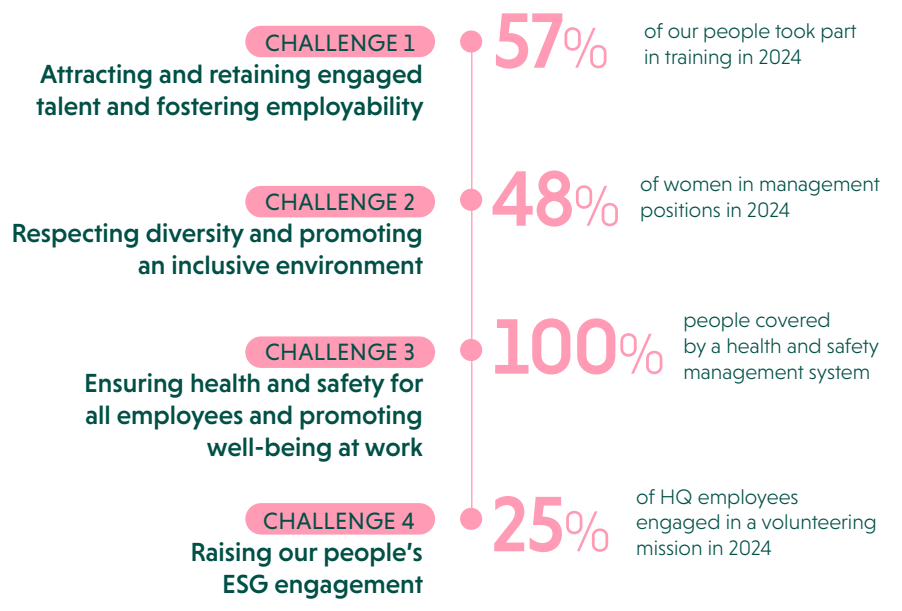 CHALLENGE 1
Attracting and retaining engaged
talent and fostering employability
57%
of our people took part
in training in 2024
CHALLENGE 2
Respecting diversity and promoting
an inclusive environment
48%
of women in management
positions in 2024
CHALLENGE 3
Ensuring health and safety for
all employees and promoting
well-being at work
100%
people covered
by a health and safety
management system
CHALLENGE 4
Raising our people's
ESG engagement
25%
of HQ employees
engaged in a volunteering
mission in 2024